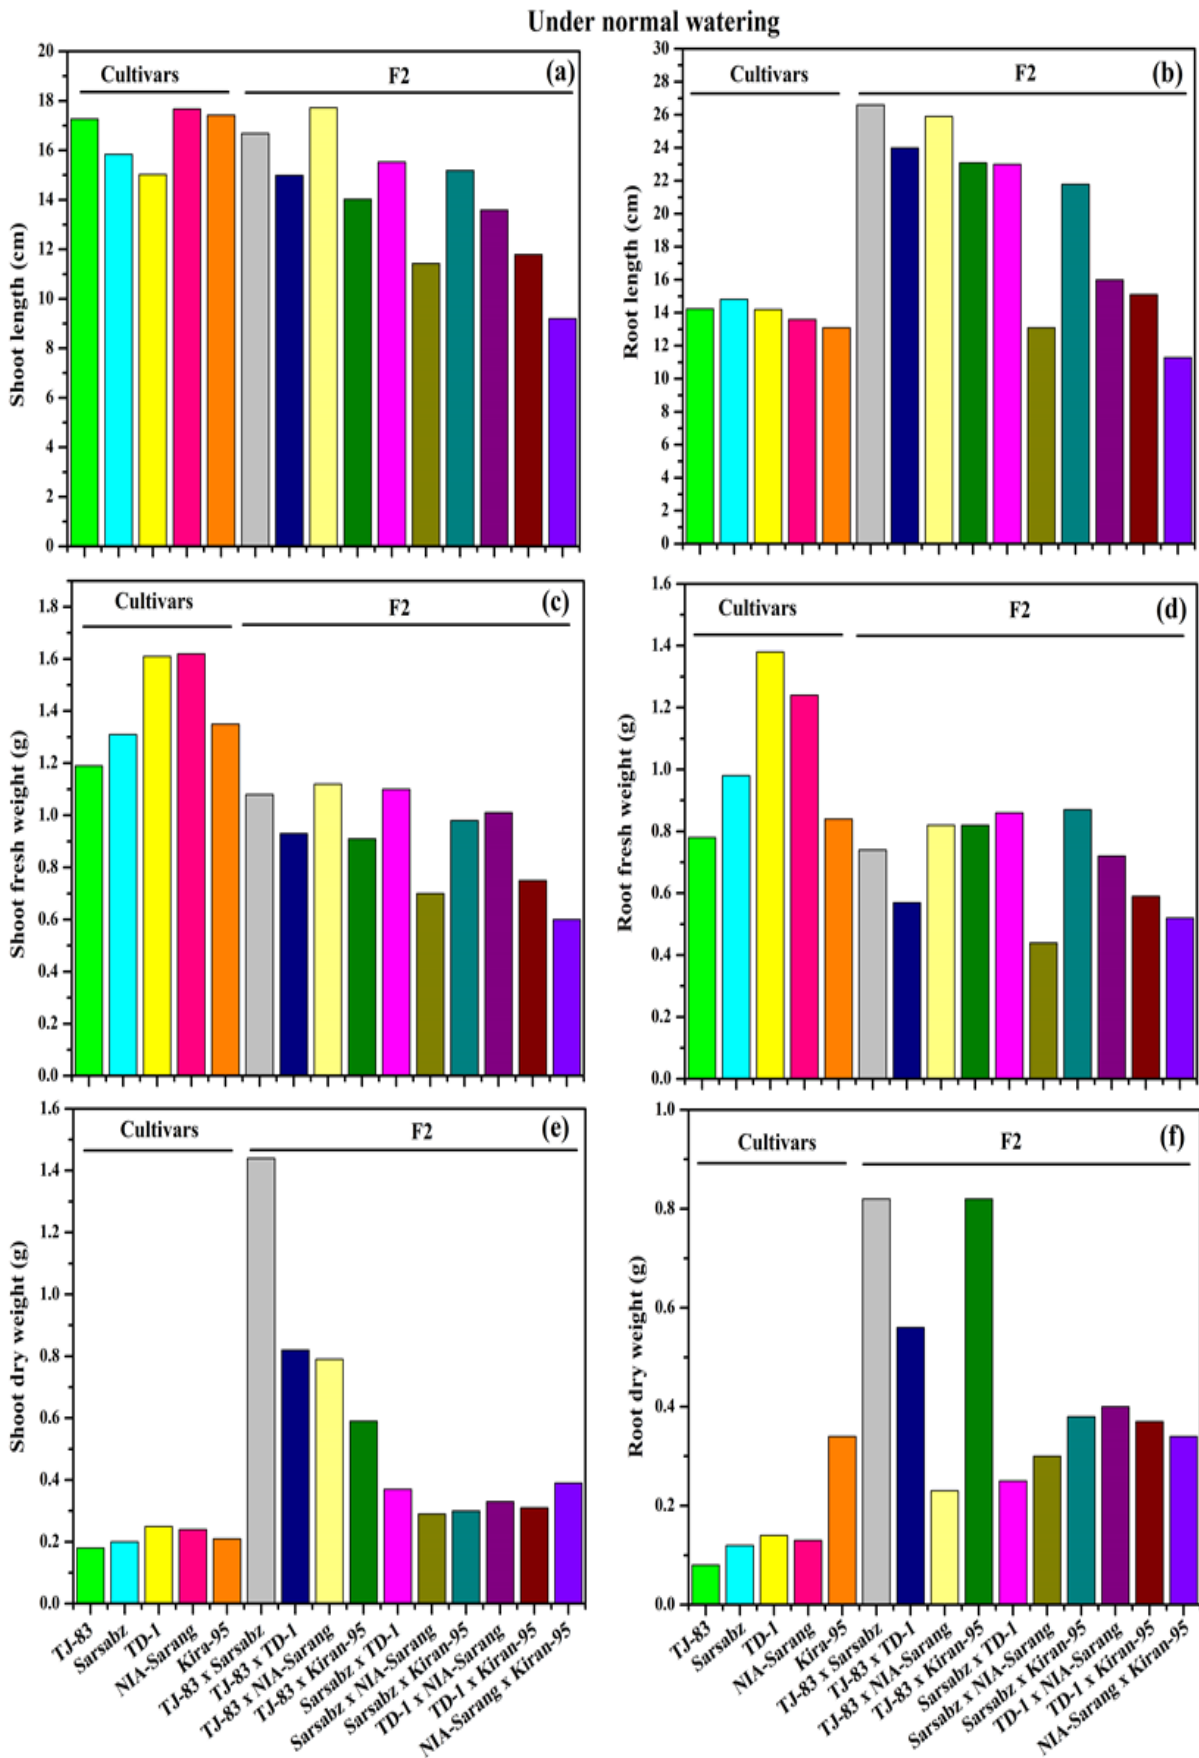 Under normal watering
Cultivars F2 (a)
20
18
16
14
12
10
8
6
4
2
0
Shoot length (cm)
Cultivars F2 (b)
30
28
26
24
22
20
18
16
14
12
10
8
6
4
2
0
Root length (cm)
Cultivars F2 (c)
1.8
1.6
1.4
1.2
1.0
0.8
0.6
0.4
0.2
0.0
Shoot fresh weight (g)
Cultivars F2 (d)
1.6
1.4
1.2
1.0
0.8
0.6
0.4
0.2
0.0
Root fresh weight (g)
Cultivars F2 (e)
1.6
1.4
1.2
1.0
0.8
0.6
0.4
0.2
0.0
Shoot dry weight (g)
TJ-83
Sarsabz
TD-1
NIA-Sarang
Kira-95
TJ-83 x Sarsabz
TJ-83 x TD-1
TJ-83 x NIA-Sarang
TJ-83 x Kiran-95
Sarsabz x TD-1
Sarsabz x NIA-Sarang
Sarsabz x Kiran-95
TD-1 x NIA-Sarang
TD-1 x Kiran-95
NIA-Sarang x Kiran-95
Cultivars F2 (f)
1.0
0.8
0.6
0.4
0.2
0.0
Root dry weight (g)
TJ-83
Sarsabz
TD-1
NIA-Sarang
Kira-95
TJ-83 x Sarsabz
TJ-83 x TD-1
TJ-83 x NIA-Sarang
TJ-83 x Kiran-95
Sarsabz x TD-1
Sarsabz x NIA-Sarang
Sarsabz x Kiran-95
TD-1 x NIA-Sarang
TD-1 x Kiran-95
NIA-Sarang x Kiran-95